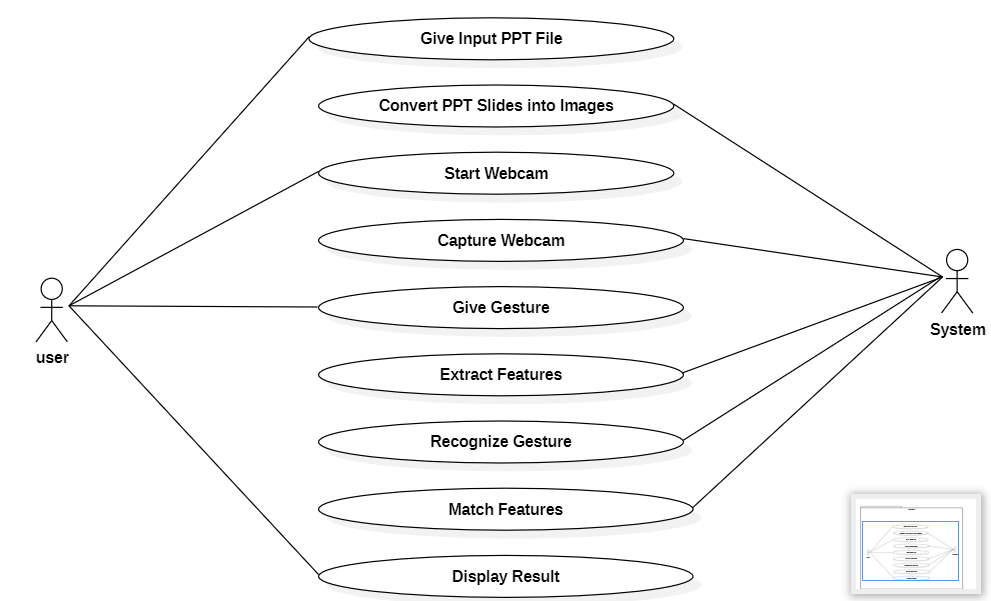 Give Input PPT File
Convert PPT Slides into Images
Start Webcam
Capture Webcam
Give Gesture
Extract Features
Recognize Gesture
Match Features
Display Result
user
System